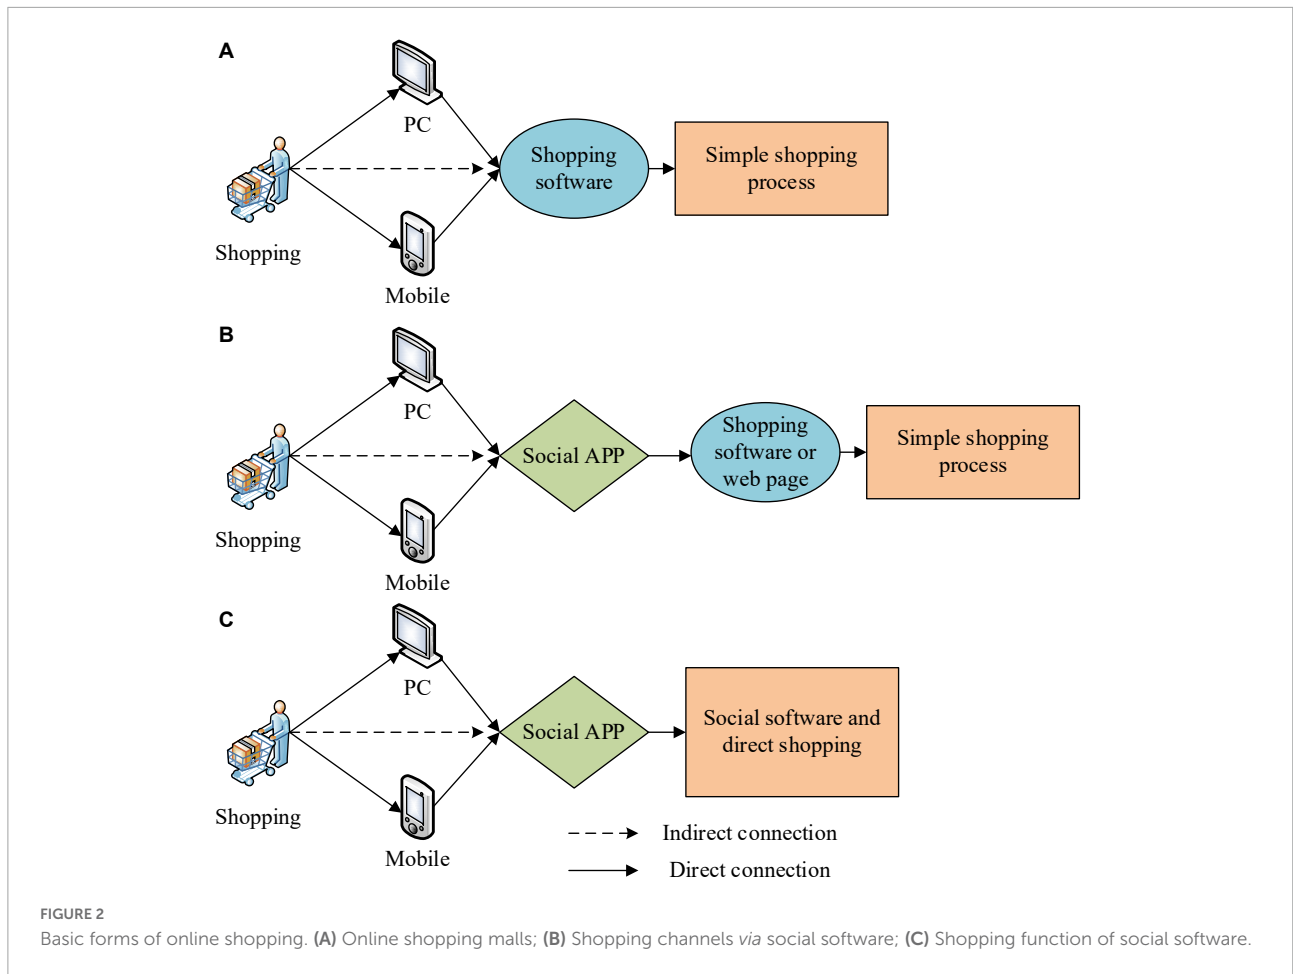 A
PC
Shopping
software
Simple shopping
process
Shopping
Mobile
B
PC
Social APP
Shopping
software or
web page
Simple shopping
process
Shopping
Mobile
C
PC
Social APP
Social software and
direct shopping
Shopping
Mobile
Indirect connection
Direct connection
FIGURE 2
Basic forms of online shopping. (A) Online shopping malls; (B) Shopping channels via social software; (C) Shopping function of social software.